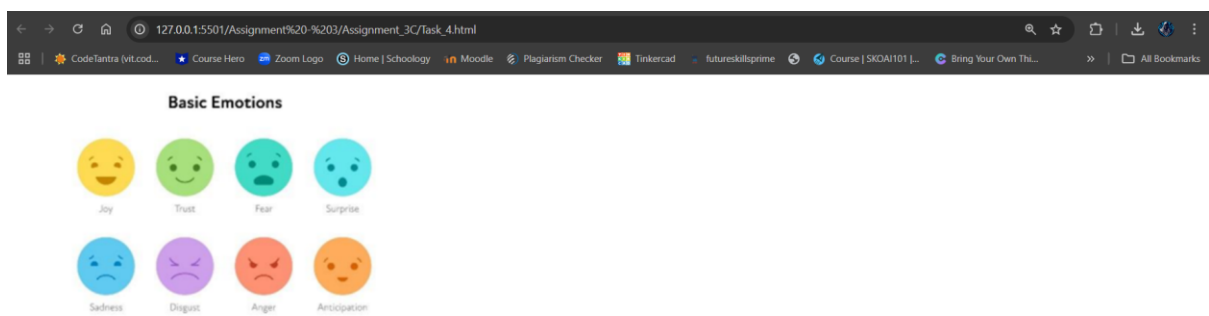 127.0.0.1:5501/Assignment%20-%203/Assignment_3C/Task_4.html
CodeTantra (vit.cod... Course Hero zm Zoom Logo S Home | Schoology Moodle Plagiarism Checker Tinkercad futureskillsprime Course | SKOAI101 |... Bring Your Own Thi... » All Bookmarks
Basic Emotions
Joy Trust Fear Surprise
Sadness Disgust Anger Anticipation